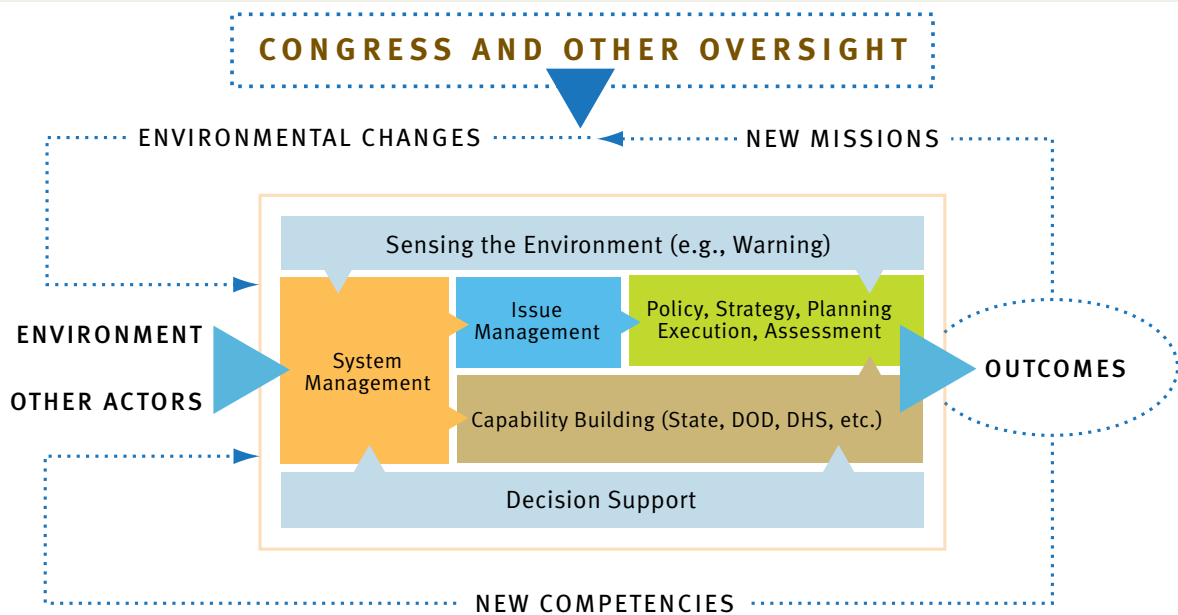 CONGRESS AND OTHER OVERSIGHT
ENVIRONMENTAL CHANGES
NEW MISSIONS
Sensing the Environment (e.g., Warning)
ENVIRONMENT
OTHER ACTORS
System
Management
Issue
Management
Policy, Strategy, Planning
Execution, Assessment
Capability Building (State, DOD, DHS, etc.)
OUTCOMES
Decision Support
NEW COMPETENCIES